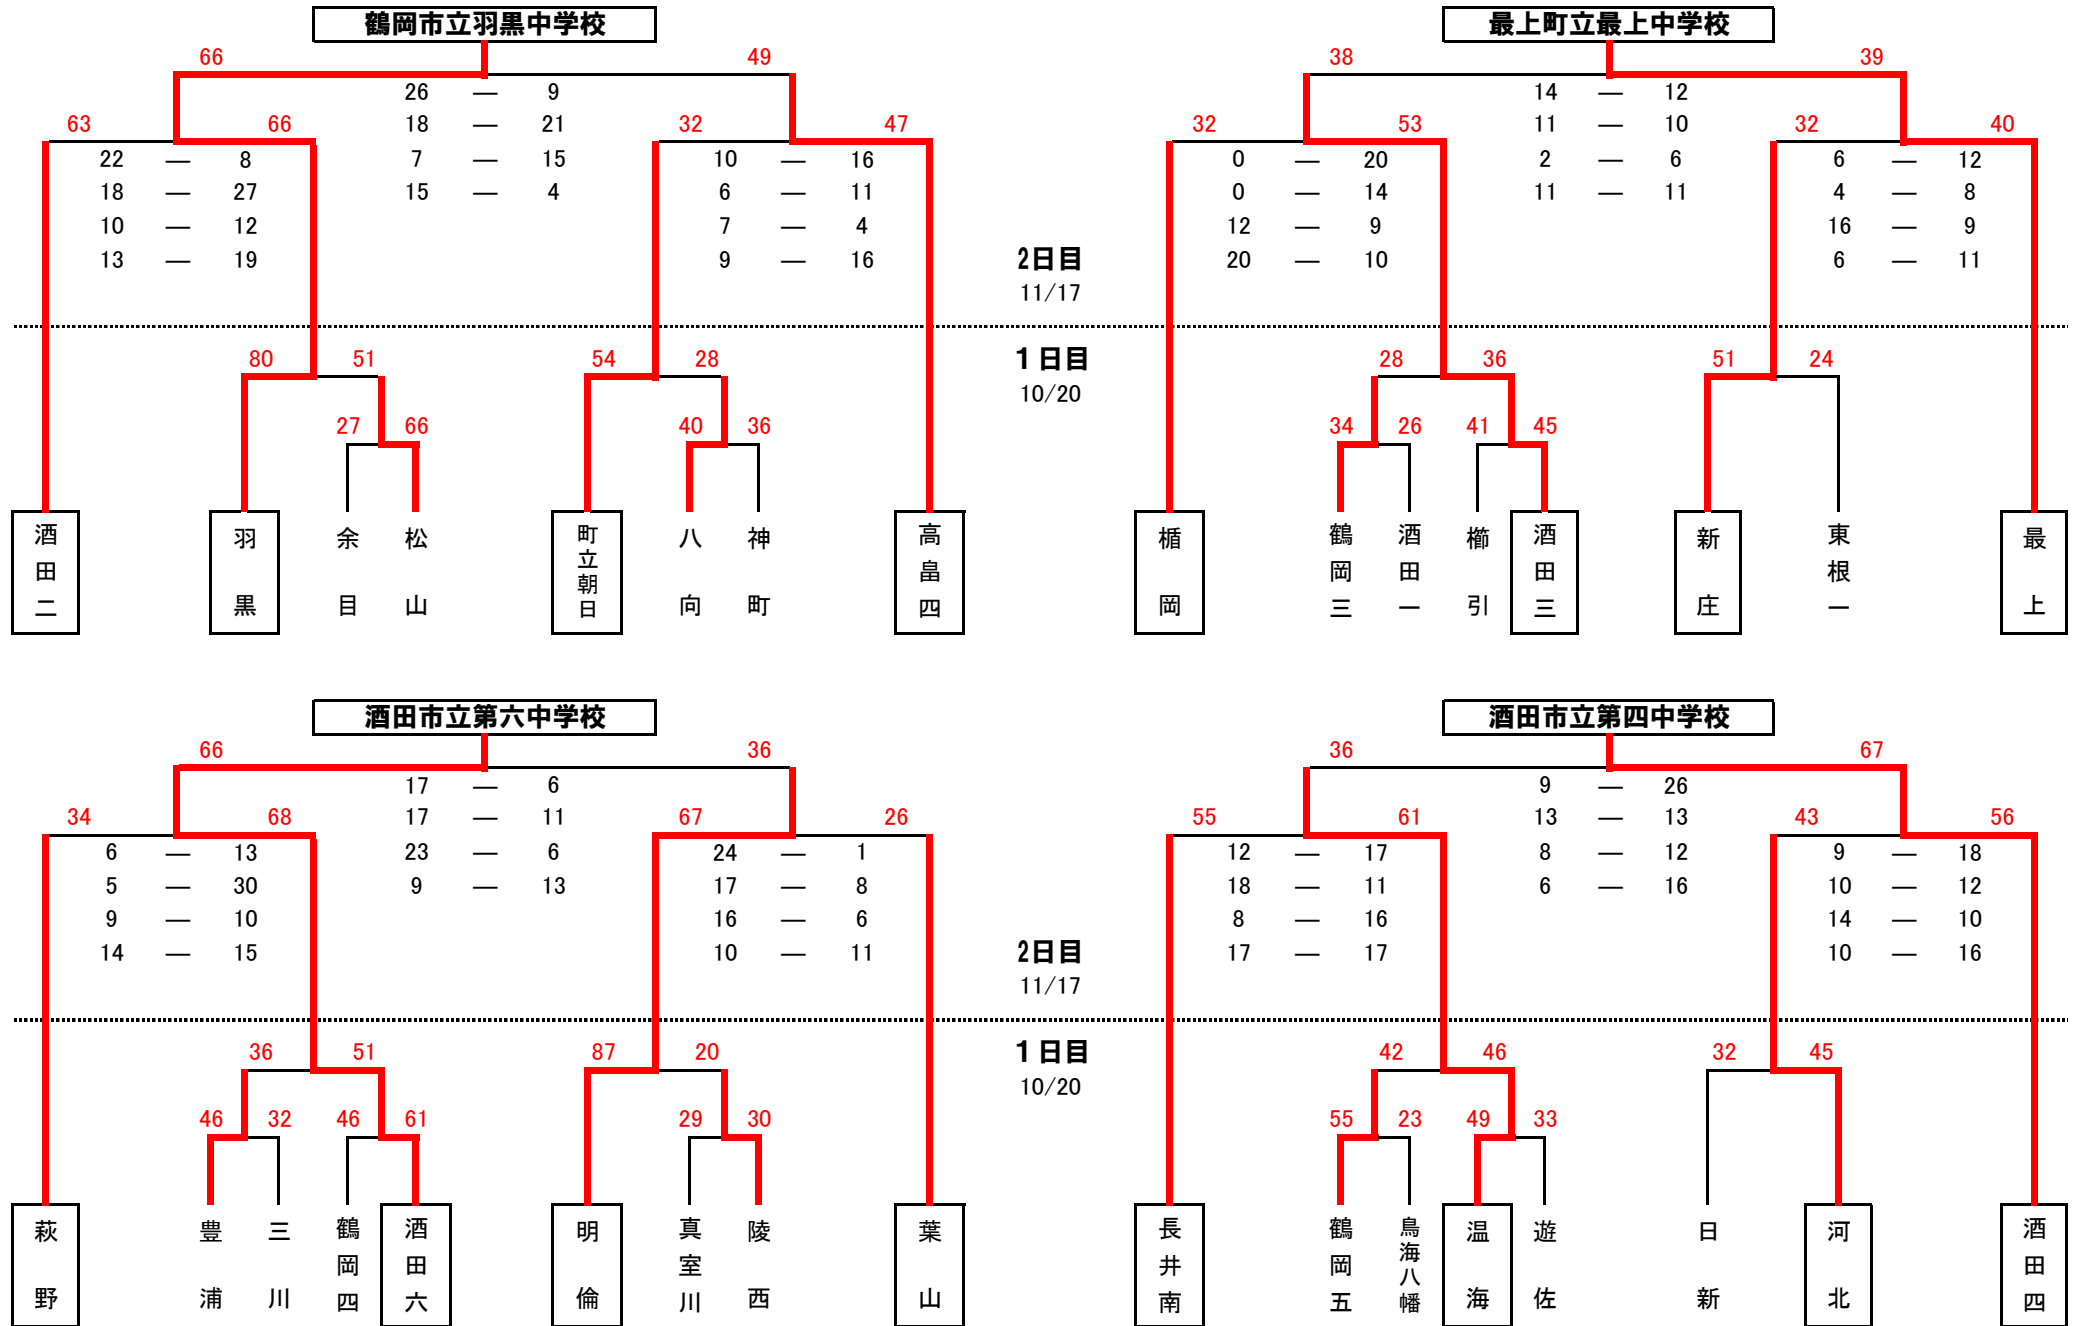 鶴岡市立羽黒中学校 最上町立最上中学校
66 49 38 39
26 — 9 14 — 12
63 66 18 — 21 32 47 32 53 11 — 10 32 40
22 — 8 7 — 15 10 — 16 0 — 20 2 — 6 6 — 12
18 — 27 15 — 4 6 — 11 0 — 14 11 — 11 4 — 8
10 — 12 7 — 4 12 — 9 16 — 9
13 — 19 9 — 16 2日目 20 — 10 6 — 11
11/17
80 51 54 28 1日目 28 36 51 24
10/20
27 66 40 36 34 26 41 45
酒田二 羽黒 余目 松山 町立朝日 八向 神町 高畠四 楯岡 鶴岡三 酒田一 櫛引 酒田三 新庄 東根一 最上
酒田市立第六中学校 酒田市立第四中学校
66 36 36 67
17 — 6 9 — 26
34 68 17 — 11 67 26 55 61 13 — 13 43 56
6 — 13 23 — 6 24 — 1 12 — 17 8 — 12 9 — 18
5 — 30 9 — 13 17 — 8 18 — 11 6 — 16 10 — 12
9 — 10 16 — 6 8 — 16 14 — 10
14 — 15 10 — 11 2日目 17 — 17 10 — 16
11/17
36 51 87 20 1日目 42 46 32 45
10/20
46 32 46 61 29 30 55 23 49 33
萩野 豊浦 三川 鶴岡四 酒田六 明倫 真室川 陵西 葉山 長井南 鶴岡五 鳥海八幡 温海 遊佐 日新 河北 酒田四